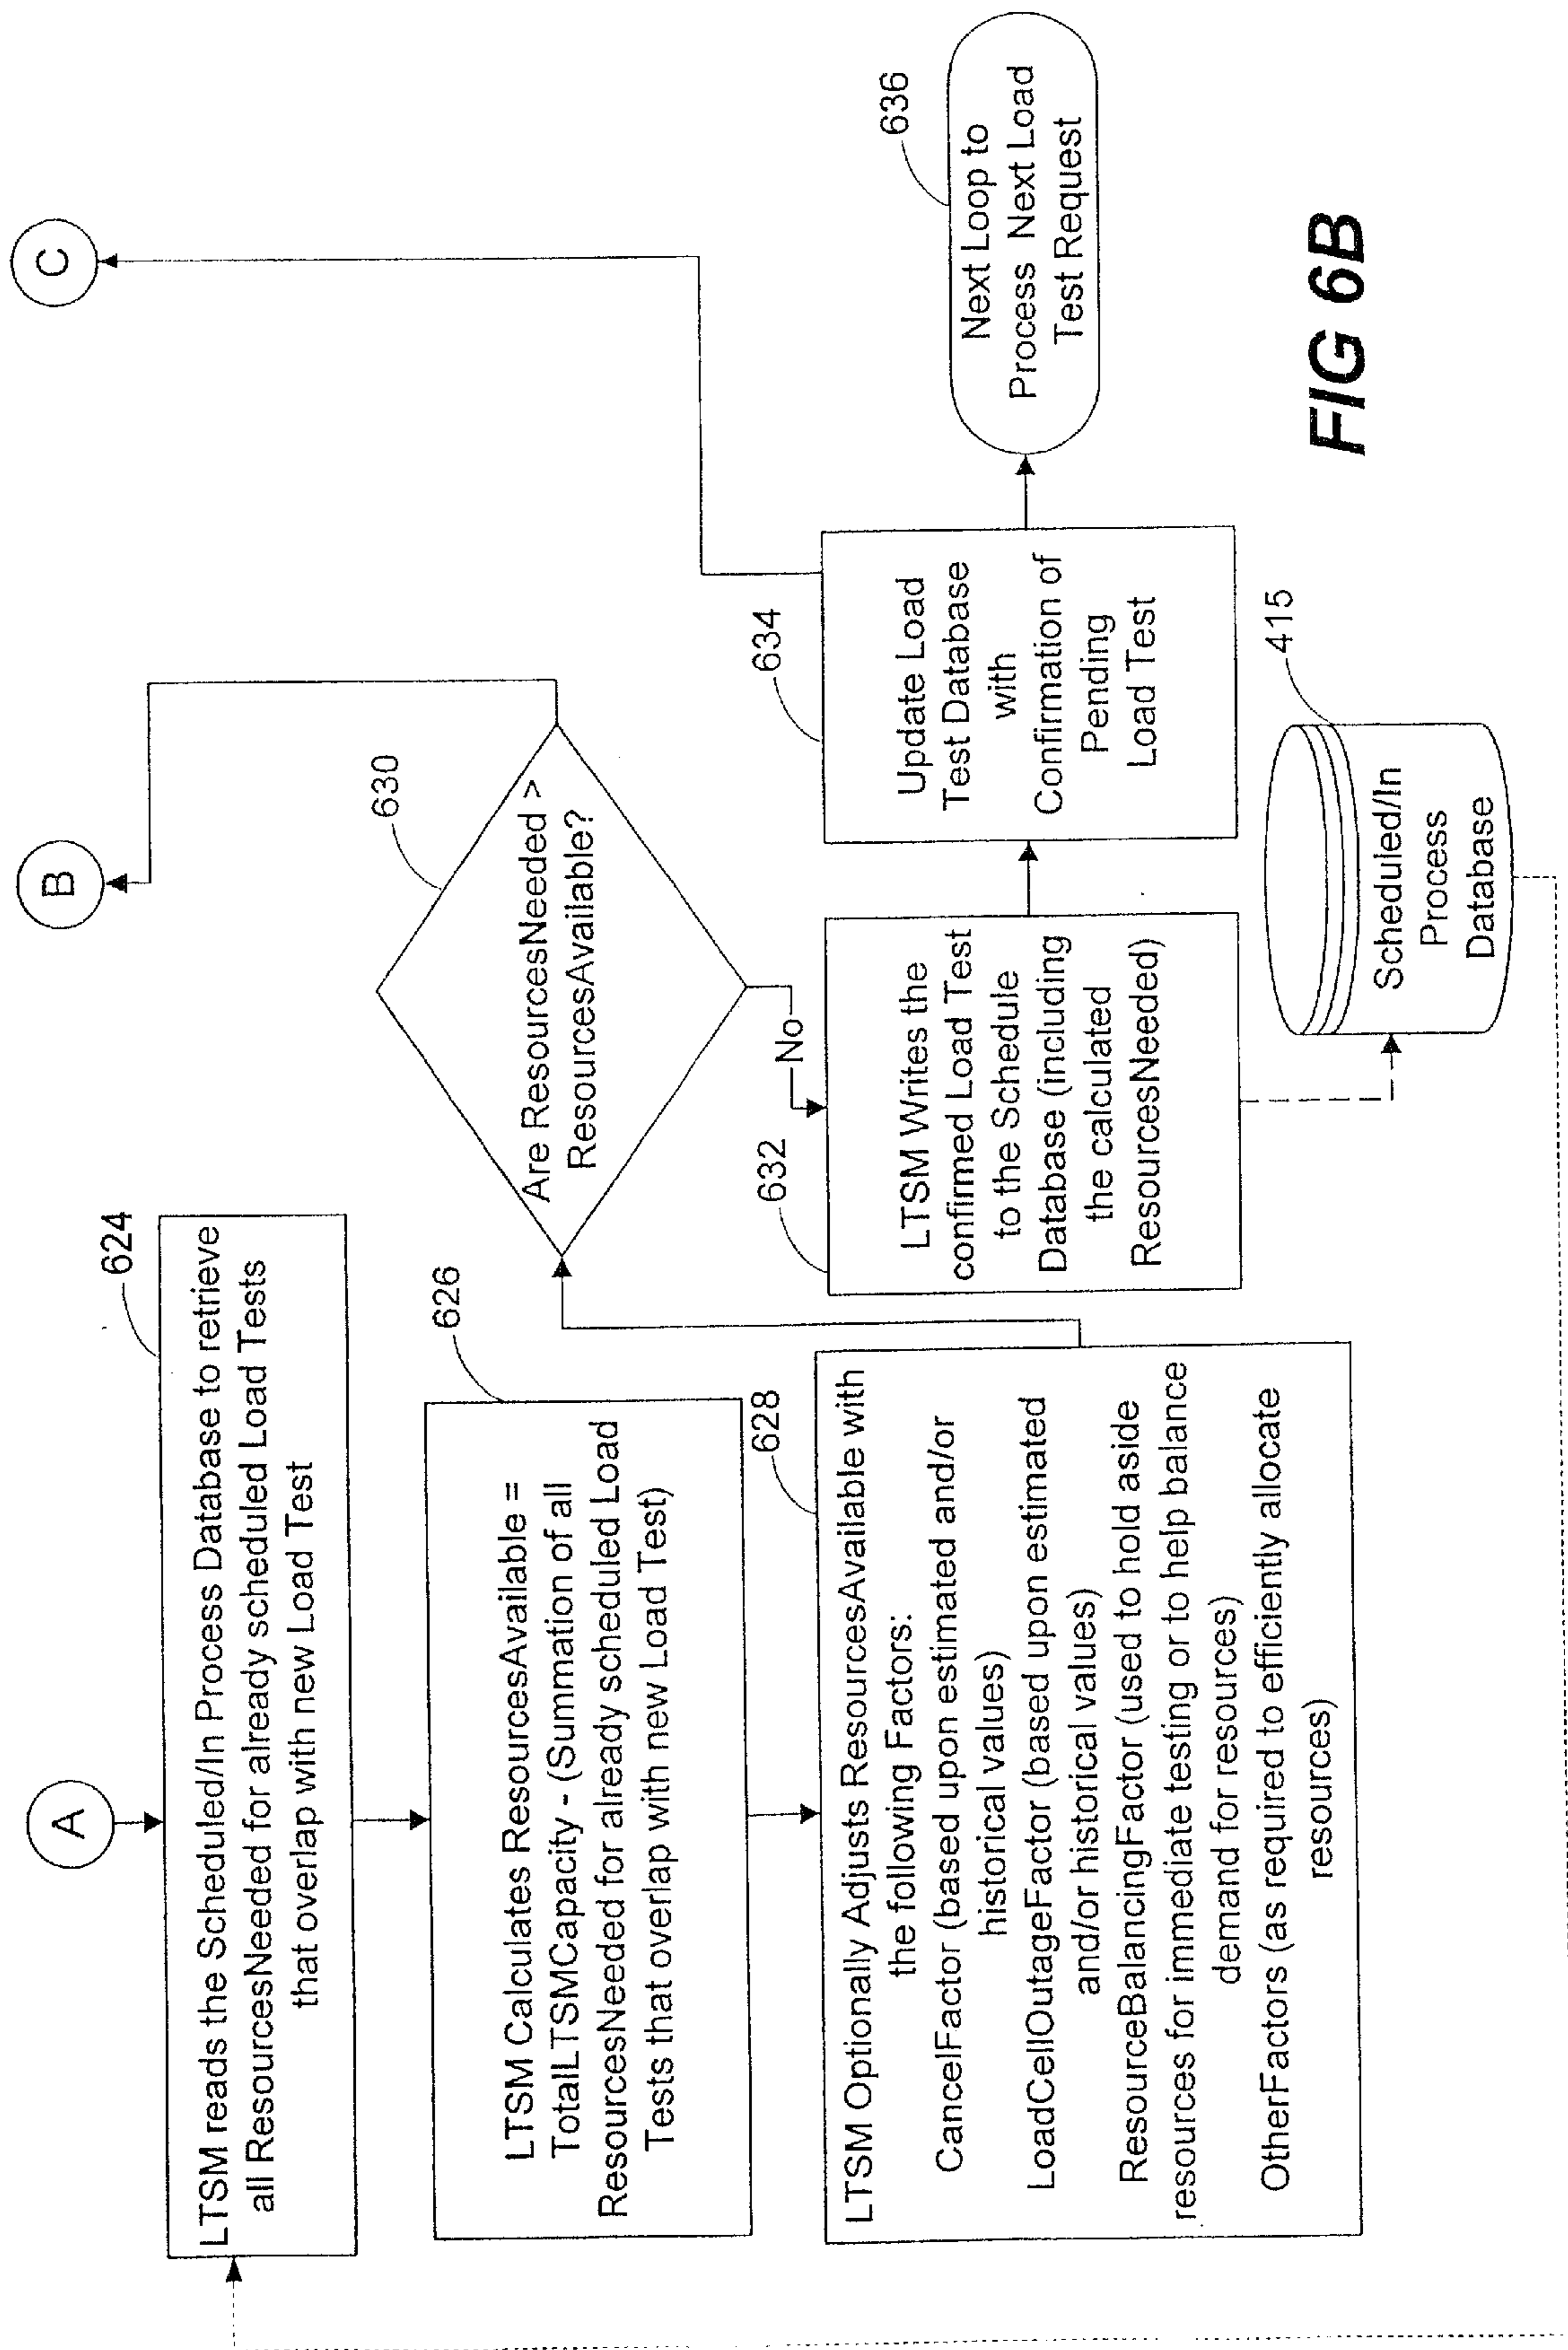 A
624
LTSM reads the Scheduled/In Process Database to retrieve
all ResourcesNeeded for already scheduled Load Tests
that overlap with new Load Test
626
LTSM Calculates ResourcesAvailable =
TotalLTSMCapacity - (Summation of all
ResourcesNeeded for already scheduled Load
Tests that overlap with new Load Test)
628
LTSM Optionally Adjusts ResourcesAvailable with
the following Factors:
CancelFactor (based upon estimated and/or
historical values)
LoadCellOutageFactor (based upon estimated
and/or historical values)
ResourceBalancingFactor (used to hold aside
resources for immediate testing or to help balance
demand for resources)
OtherFactors (as required to efficiently allocate
resources)
B
630
Are ResourcesNeeded >
ResourcesAvailable?
No
632
LTSM Writes the
confirmed Load Test
to the Schedule
Database (including
the calculated
ResourcesNeeded)
415
Scheduled/In
Process
Database
C
634
Update Load
Test Database
with
Confirmation of
Pending
Load Test
636
Next Loop to
Process Next Load
Test Request
FIG 6B